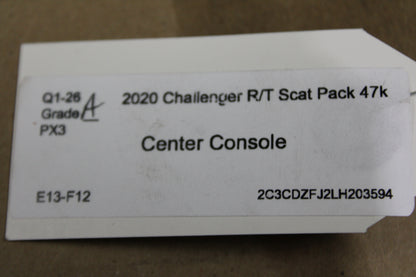 Q1-26 2020 Challenger R/T Scat Pack 47k
Grade A
PX3
Center Console
E13-F12 2C3CDZFJ2LH203594